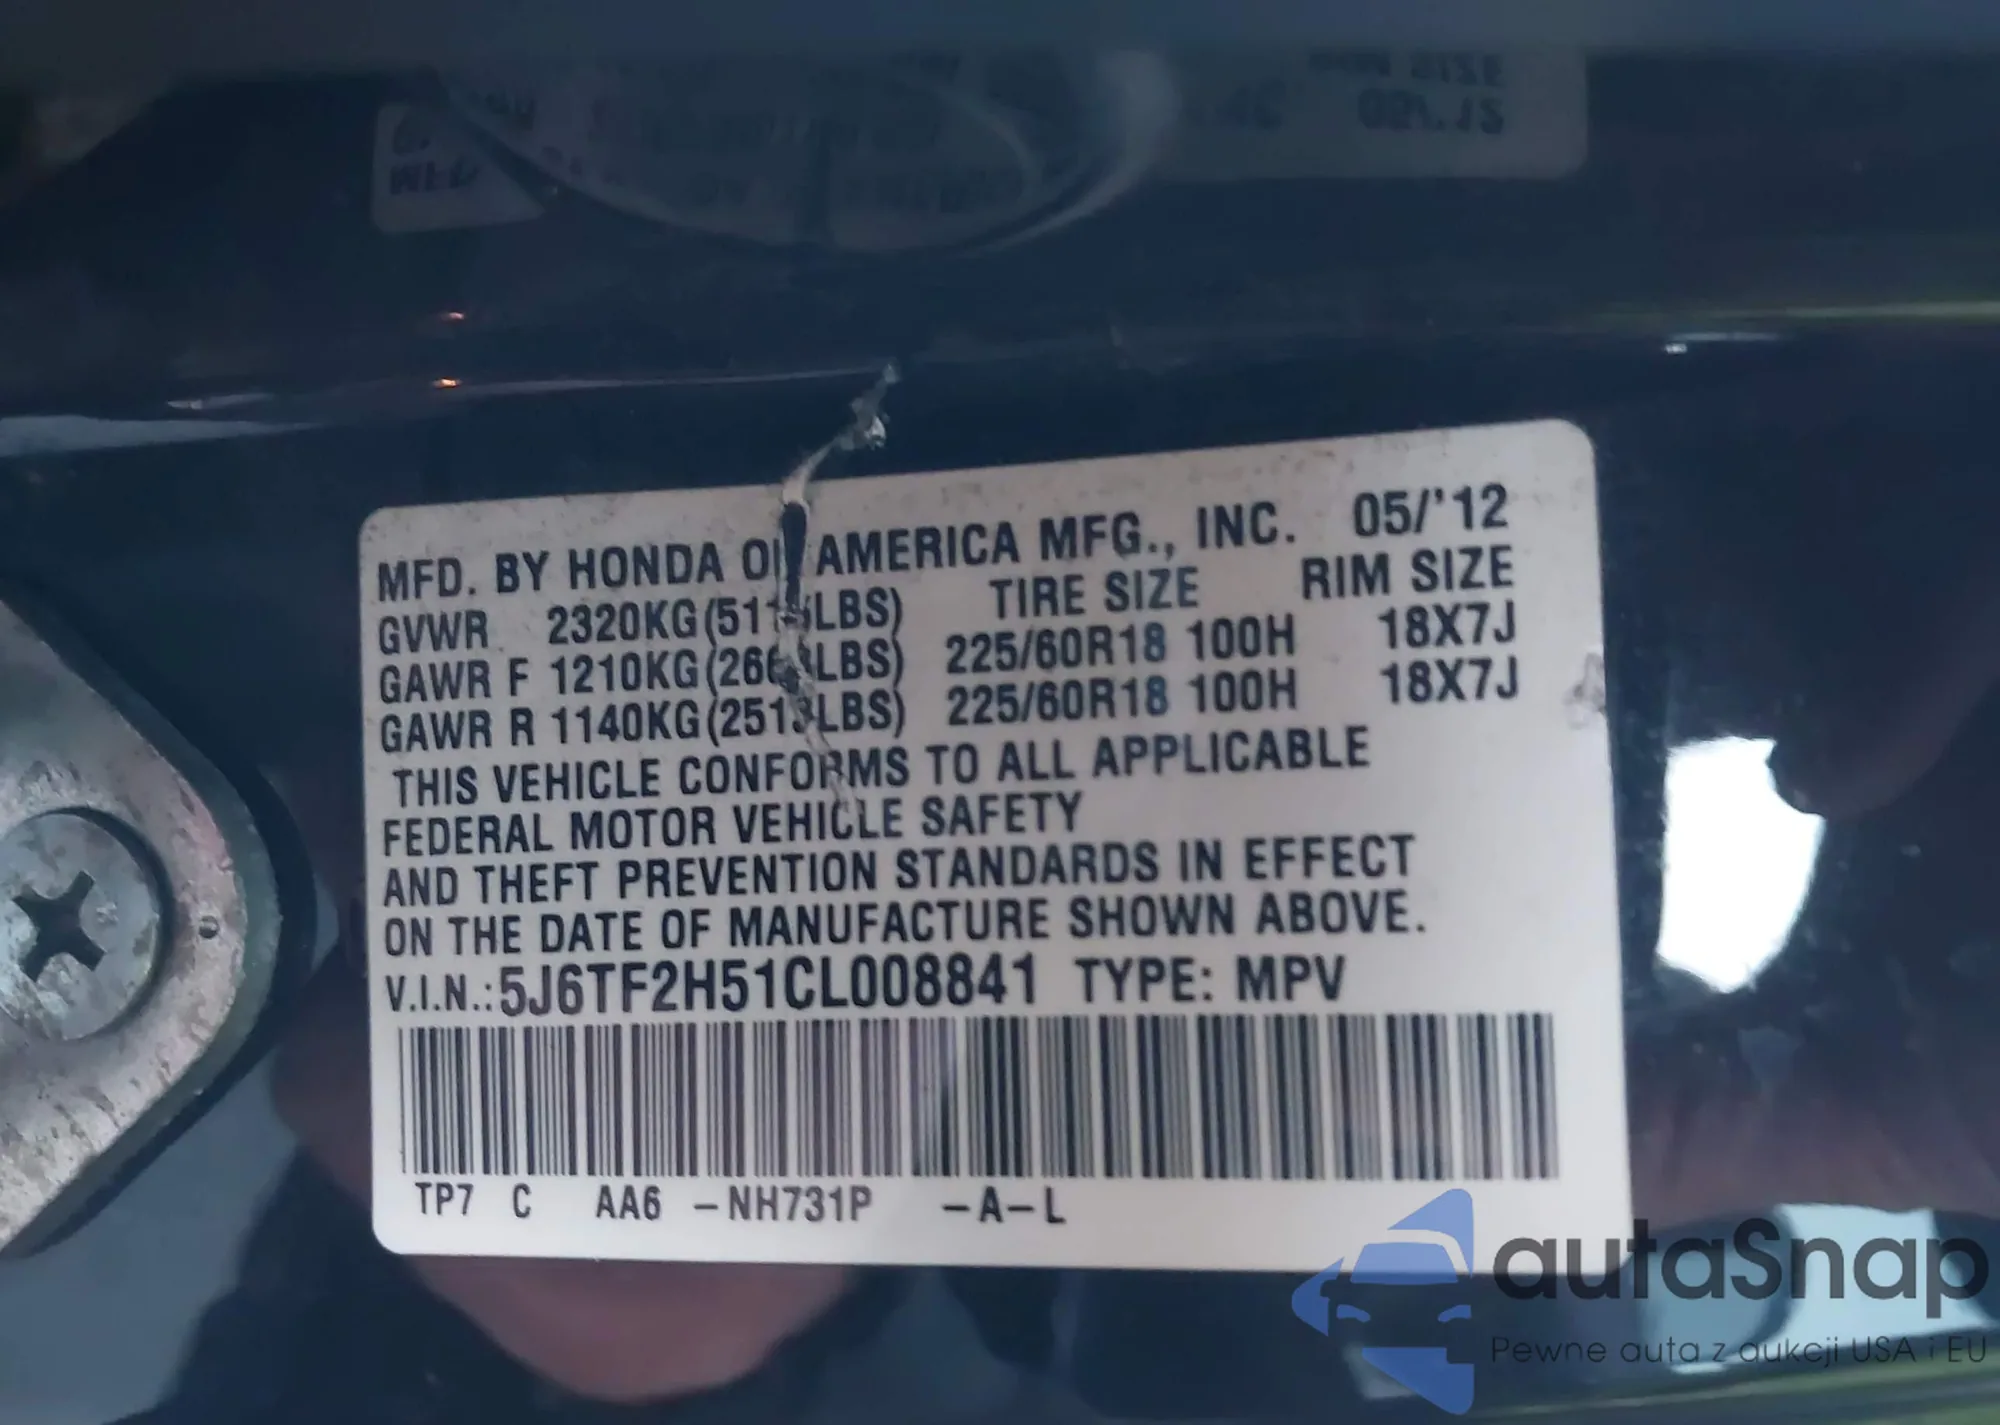 MFD. BY HONDA OF AMERICA MFG., INC. 05/'12
GVWR 2320KG TIRE SIZE RIM SIZE
GAWR F 1210KG 225/60R18 100H 18X7J
GAWR R 1140KG (2513LBS) 225/60R18 100H 18X7J
THIS VEHICLE CONFORMS TO ALL APPLICABLE
FEDERAL MOTOR VEHICLE SAFETY
AND THEFT PREVENTION STANDARDS IN EFFECT
ON THE DATE OF MANUFACTURE SHOWN ABOVE.
V.I.N.:5J6TF2H51CL008841 TYPE: MPV
TP7 C AA6 -NH731P -A-L
autaSnap
Pewne auta z aukcji USA i EU